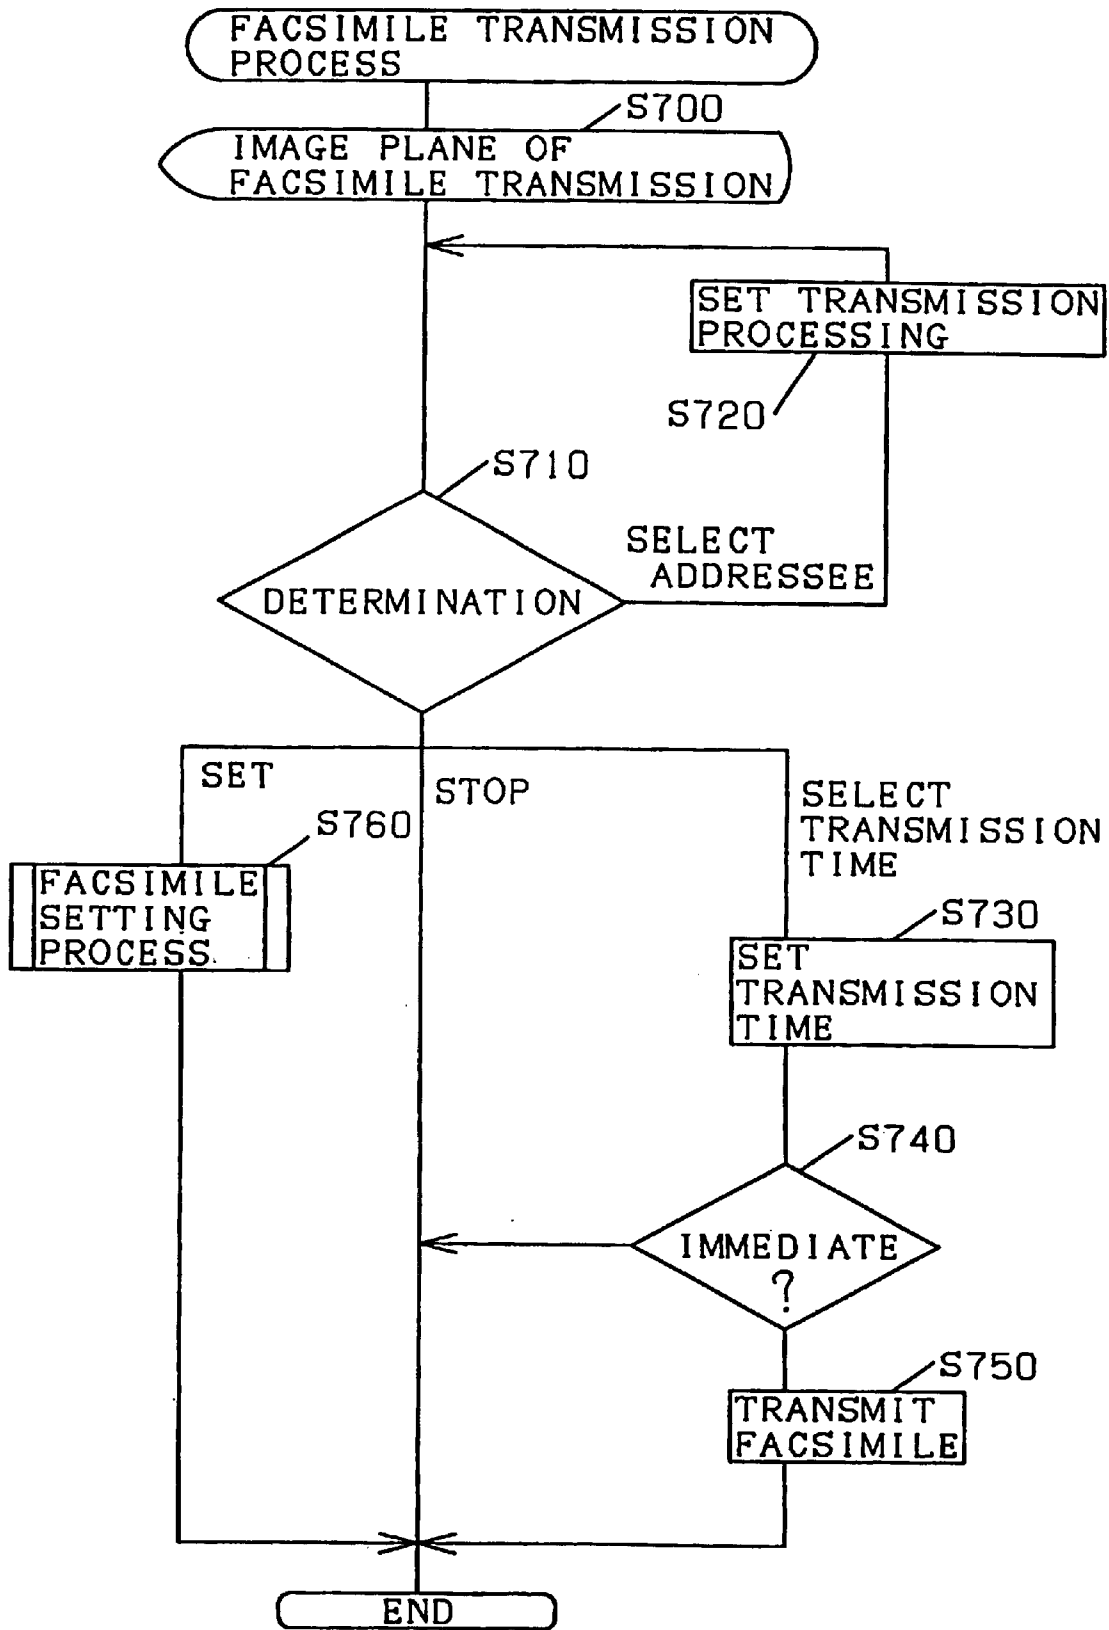 FACSIMILE TRANSMISSION
PROCESS
S700
IMAGE PLANE OF
FACSIMILE TRANSMISSION
SET TRANSMISSION
PROCESSING
S720
S710
SELECT
ADDRESSEE
DETERMINATION
SET
STOP
SELECT
TRANSMISSION
TIME
S760
FACSIMILE
SETTING
PROCESS
S730
SET
TRANSMISSION
TIME
S740
IMMEDIATE
?
S750
TRANSMIT
FACSIMILE
END